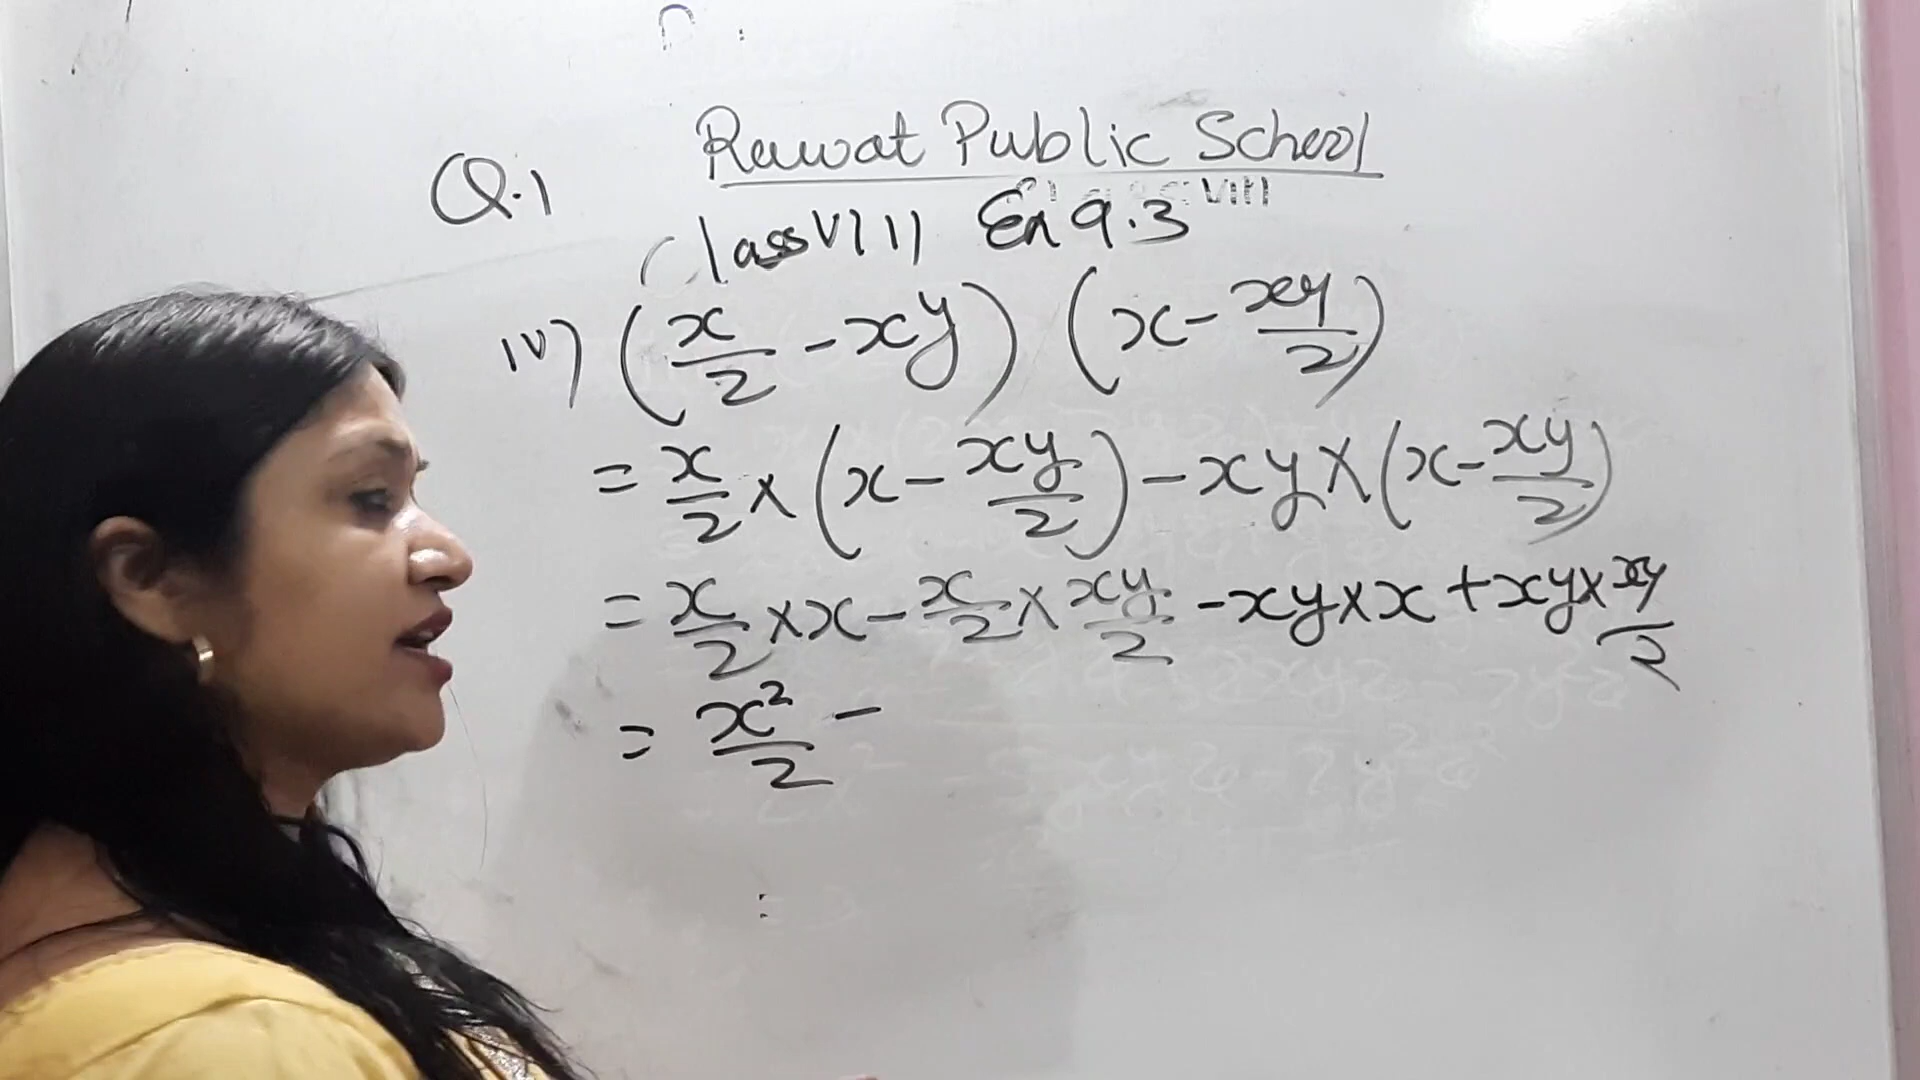 Rawat Public School
Q.1
Class VIII Ex 9.3 VIII
iv) (x/2 - xy) (x - xy/2)
= x/2 × (x - xy/2) - xy × (x - xy/2)
= x/2 × x - x/2 × xy/2 - xy × x + xy × xy/2
= x²/2 -